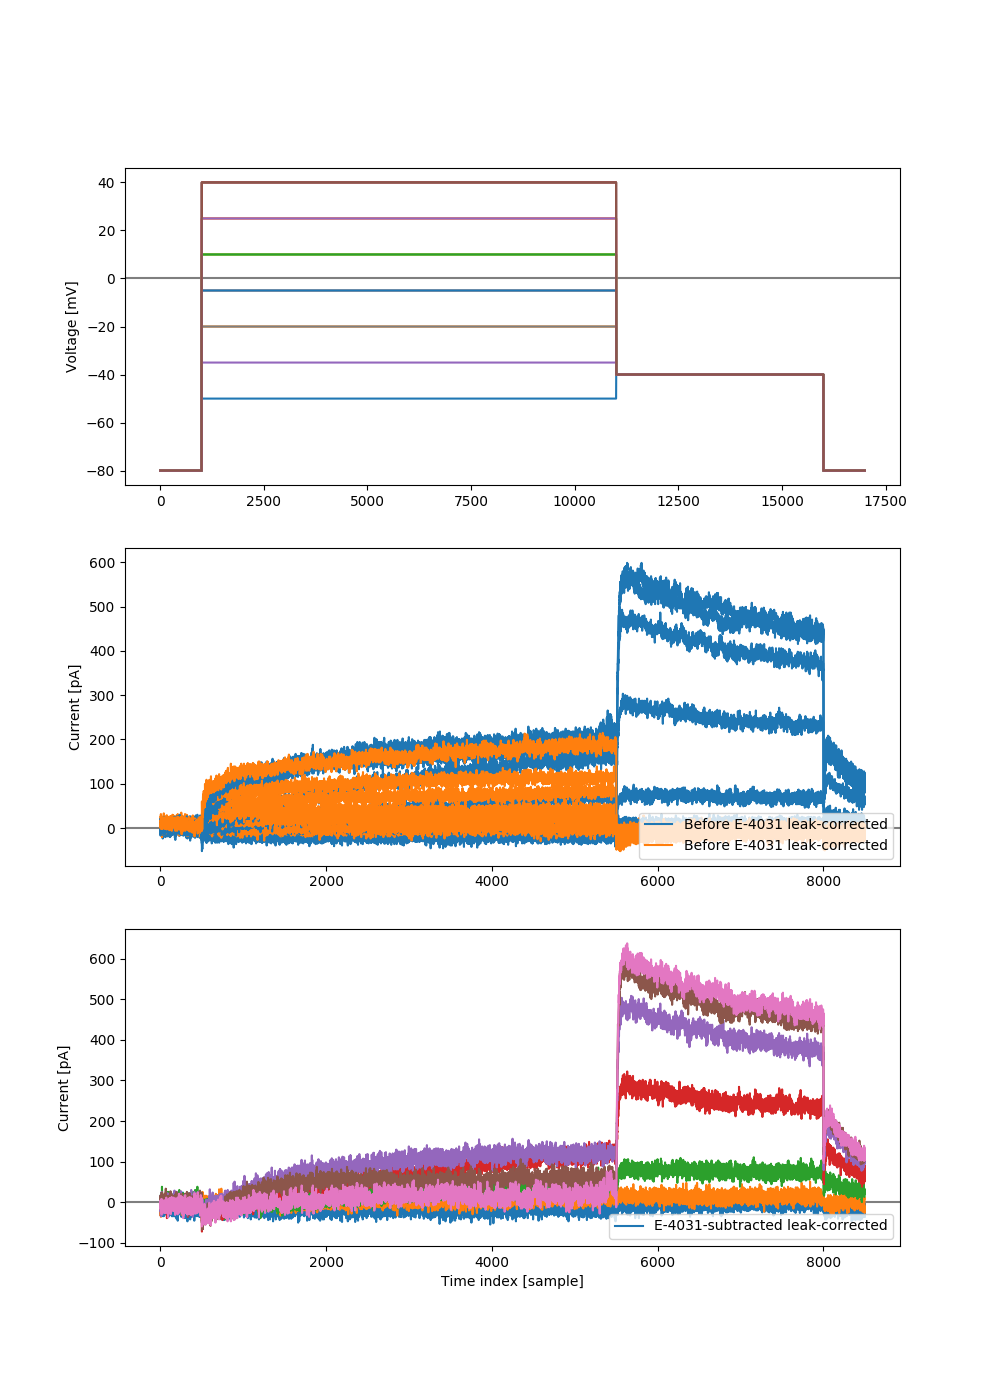 40
20
0
−20
−40
−60
−80
Voltage [mV]
0 2500 5000 7500 10000 12500 15000 17500
600
500
400
300
200
100
0
Current [pA]
Before E-4031 leak-corrected
Before E-4031 leak-corrected
0 2000 4000 6000 8000
600
500
400
300
200
100
0
−100
Current [pA]
E-4031-subtracted leak-corrected
0 2000 4000 6000 8000
Time index [sample]